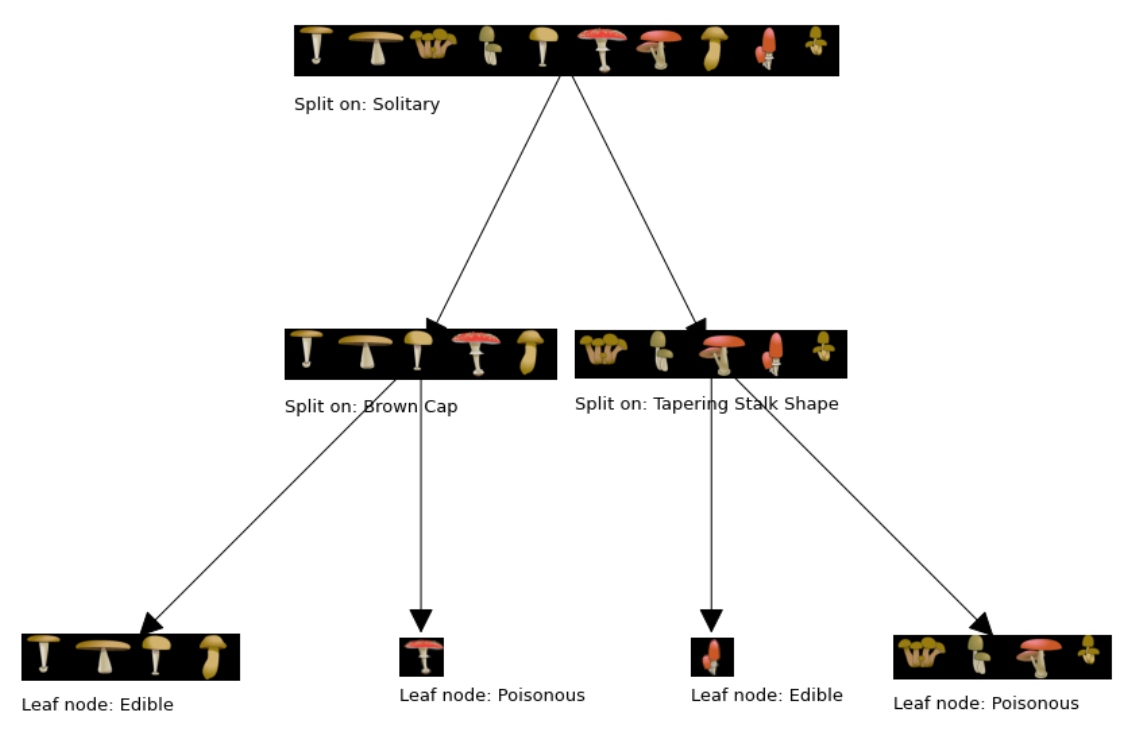 Split on: Solitary
Split on: Brown Cap
Split on: Tapering Stalk Shape
Leaf node: Edible
Leaf node: Poisonous
Leaf node: Edible
Leaf node: Poisonous